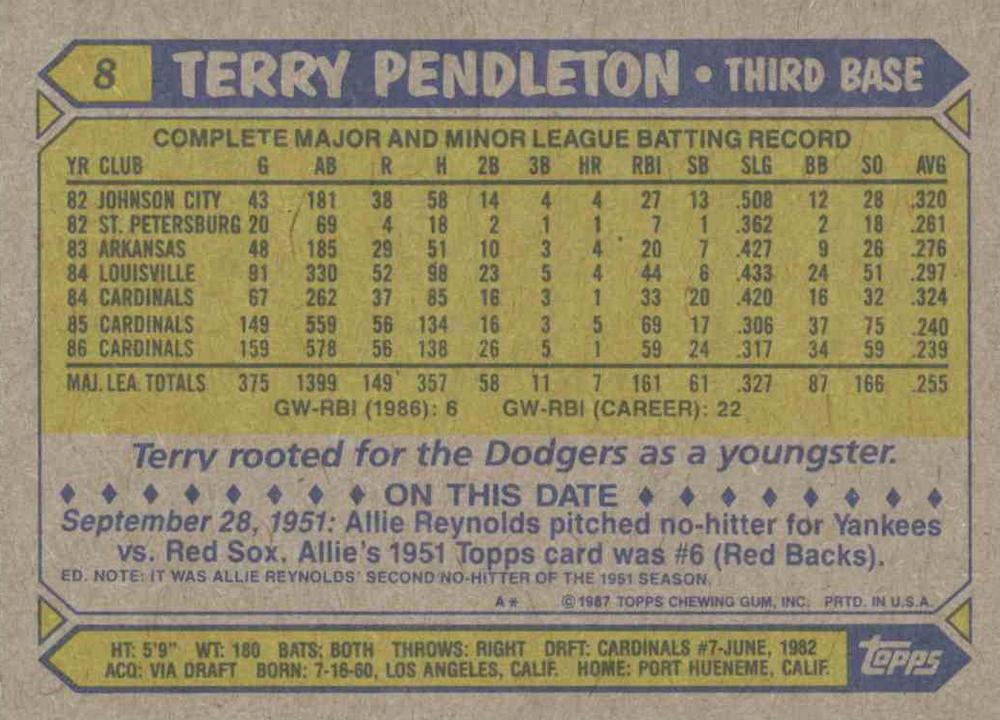 8 TERRY PENDLETON • THIRD BASE
COMPLETE MAJOR AND MINOR LEAGUE BATTING RECORD
YR CLUB G AB R H 2B 3B HR RBI SB SLG BB SO AVG
82 JOHNSON CITY 43 181 38 58 14 4 4 27 13 .508 12 28 .320
82 ST. PETERSBURG 20 69 4 18 2 1 1 7 1 .362 2 18 .261
83 ARKANSAS 48 185 29 51 10 3 4 20 7 .427 9 26 .276
84 LOUISVILLE 91 330 52 98 23 5 4 44 6 .433 24 51 .297
84 CARDINALS 67 262 37 85 16 3 1 33 20 .420 16 32 .324
85 CARDINALS 149 559 56 134 16 3 5 69 17 .306 37 75 .240
86 CARDINALS 159 578 56 138 26 5 1 59 24 .317 34 59 .239
MAJ. LEA. TOTALS 375 1399 149 357 58 11 7 161 61 .327 87 166 .255
GW-RBI (1986): 6 GW-RBI (CAREER): 22
Terry rooted for the Dodgers as a youngster.
ON THIS DATE
September 28, 1951: Allie Reynolds pitched no-hitter for Yankees
vs. Red Sox. Allie's 1951 Topps card was #6 (Red Backs).
ED. NOTE: IT WAS ALLIE REYNOLDS' SECOND NO-HITTER OF THE 1951 SEASON.
A* ©1987 TOPPS CHEWING GUM, INC. PRTD. IN U.S.A.
HT: 5'9" WT: 180 BATS: BOTH THROWS: RIGHT DRFT: CARDINALS #7-JUNE, 1982
ACQ: VIA DRAFT BORN: 7-16-60, LOS ANGELES, CALIF. HOME: PORT HUENEME, CALIF.
Topps